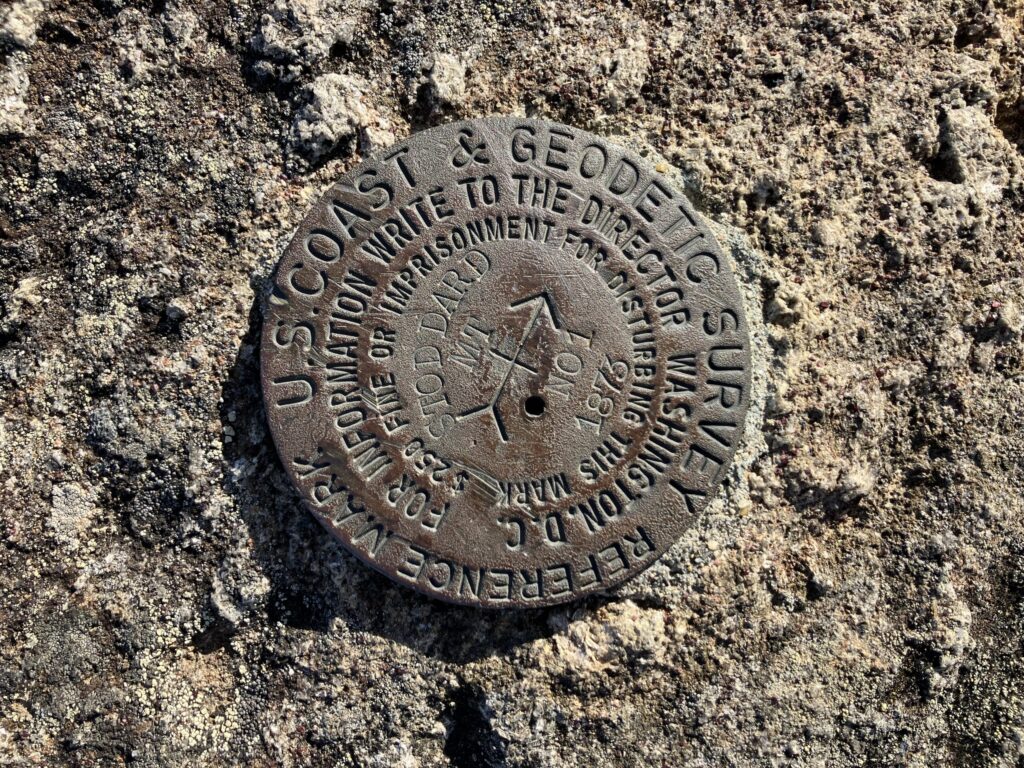 U.S. COAST & GEODETIC SURVEY
REFERENCE MARK
FOR INFORMATION WRITE TO THE DIRECTOR WASHINGTON, D.C.
$250 FINE OR IMPRISONMENT FOR DISTURBING THIS MARK
STODDARD
MT
NO 1
1873